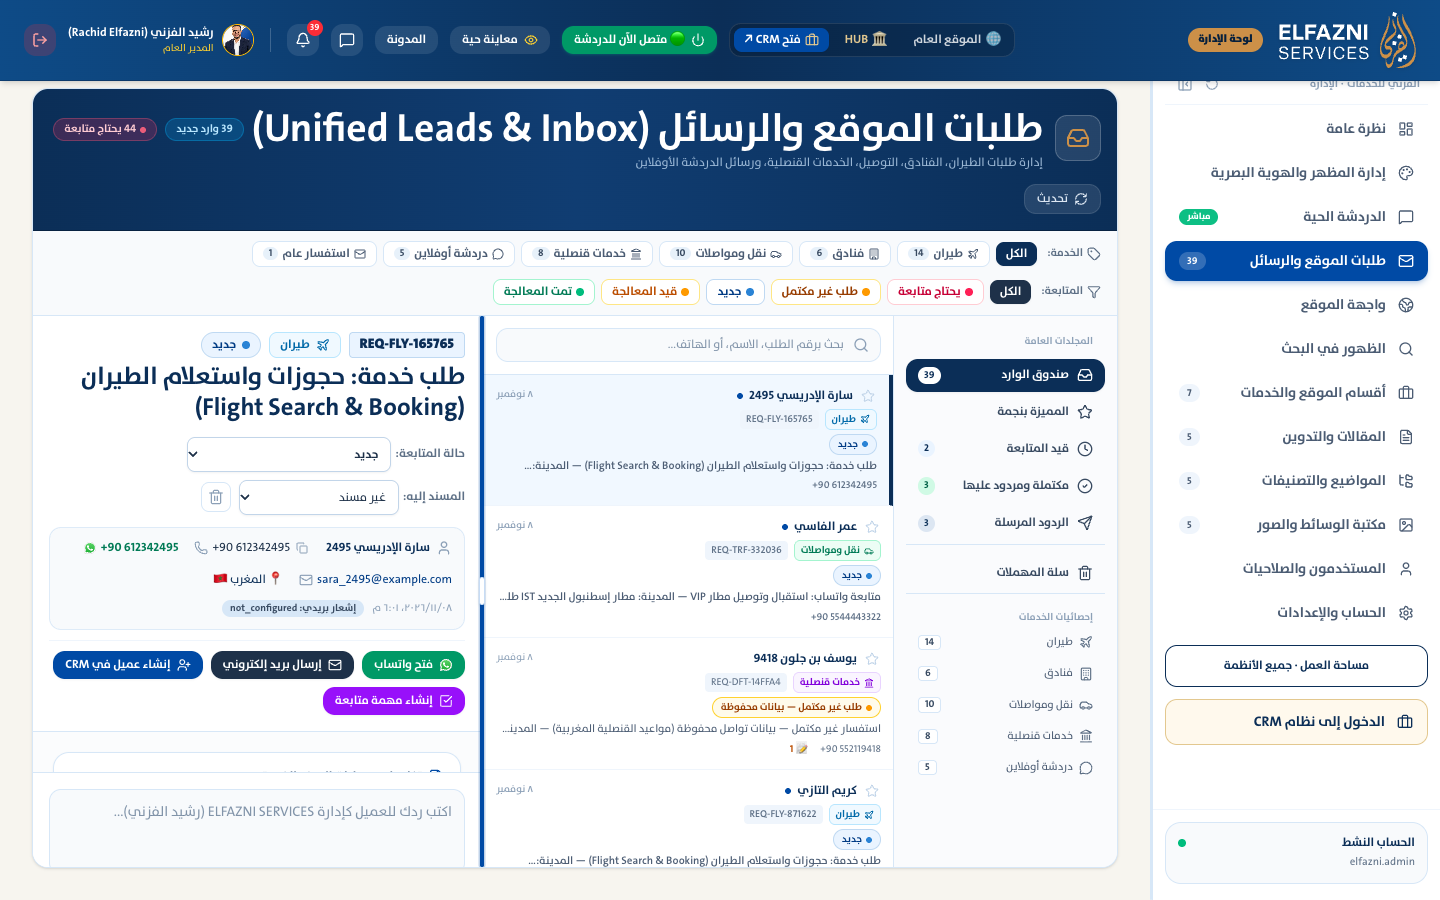 ELFAZNI
SERVICES
لوحة الإدارة
الموقع العام
HUB
فتح CRM ↗
متصل الآن للدردشة
معاينة حية
المدونة
39
رشيد الفزني (Rachid Elfazni)
المدير العام
الفزني للخدمات · الإدارة
نظرة عامة
إدارة المظهر والهوية البصرية
الدردشة الحية
مباشر
طلبات الموقع والرسائل
39
واجهة الموقع
الظهور في البحث
أقسام الموقع والخدمات
7
المقالات والتدوين
5
المواضيع والتصنيفات
5
مكتبة الوسائط والصور
5
المستخدمون والصلاحيات
الحساب والإعدادات
مساحة العمل · جميع الأنظمة
الدخول إلى نظام CRM
الحساب النشط
elfazni.admin
طلبات الموقع والرسائل (Unified Leads & Inbox)
39 وارد جديد
44 يحتاج متابعة
إدارة طلبات الطيران، الفنادق، التوصيل، الخدمات القنصلية، ورسائل الدردشة الأوفلاين
تحديث
الخدمة:
الكل
طيران 14
فنادق 6
نقل ومواصلات 10
خدمات قنصلية 8
دردشة أوفلاين 5
استفسار عام 1
المتابعة:
الكل
يحتاج متابعة
طلب غير مكتمل
جديد
قيد المعالجة
تمت المعالجة
المجلدات العامة
صندوق الوارد
39
المميزة بنجمة
قيد المتابعة
2
مكتملة ومردود عليها
3
الردود المرسلة
3
سلة المهملات
إحصائيات الخدمات
طيران
14
فنادق
6
نقل ومواصلات
10
خدمات قنصلية
8
دردشة أوفلاين
5
بحث برقم الطلب، الاسم، أو الهاتف...
سارة الإدريسي 2495
٨ نوفمبر
طيران
REQ-FLY-165765
جديد
طلب خدمة: حجوزات واستعلام الطيران (Flight Search & Booking) — المدينة:...
+90 612342495
عمر الفاسي
٨ نوفمبر
نقل ومواصلات
REQ-TRF-332036
جديد
متابعة واتساب: استقبال وتوصيل مطار VIP — المدينة: مطار إسطنبول الجديد IST طلـ...
+90 5544443322
يوسف بن جلون 9418
٨ نوفمبر
خدمات قنصلية
REQ-DFT-14FFA4
طلب غير مكتمل — بيانات محفوظة
استفسار غير مكتمل — بيانات تواصل محفوظة (مواعيد القنصلية المغربية) — المدينـ...
+90 552119418
1
كريم التازي
٨ نوفمبر
طيران
REQ-FLY-871622
جديد
طلب خدمة: حجوزات واستعلام الطيران (Flight Search & Booking) — المدينة:...
REQ-FLY-165765
طيران
جديد
طلب خدمة: حجوزات واستعلام الطيران
(Flight Search & Booking)
حالة المتابعة:
جديد
المسند إليه:
غير مسند
سارة الإدريسي 2495
+90 612342495
+90 612342495
sara_2495@example.com
المغرب
٢٠٢٦/١١/٠٨، ٦:٠١ م
إشعار بريدي: not_configured
فتح واتساب
إرسال بريد إلكتروني
إنشاء عميل في CRM
إنشاء مهمة متابعة
اكتب ردك للعميل كإدارة ELFAZNI SERVICES (رشيد الفزني)...